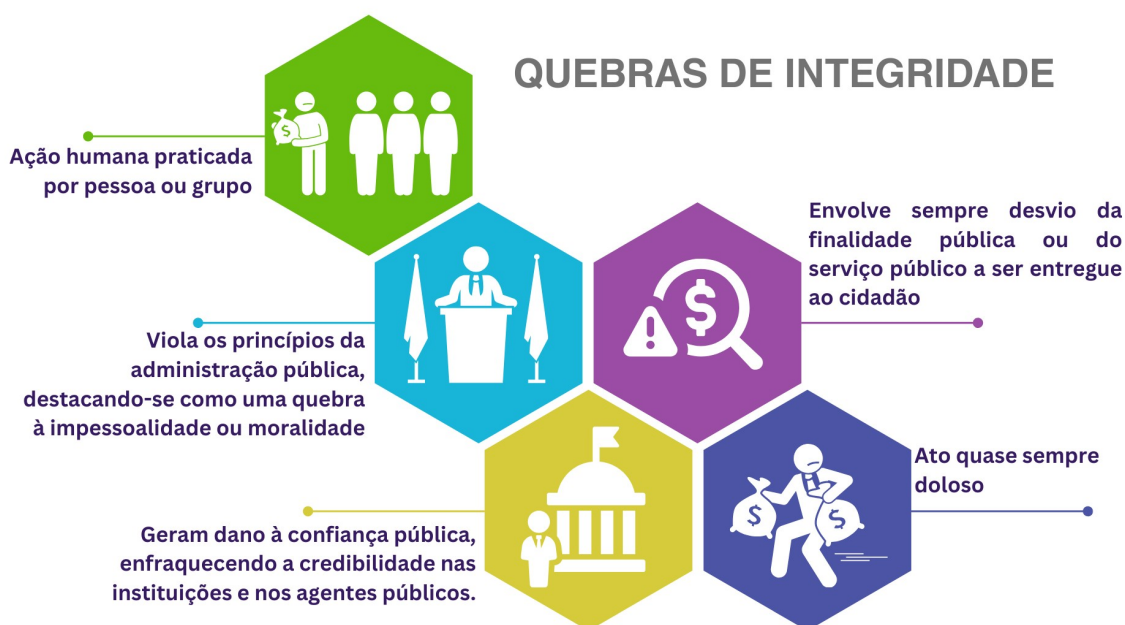 QUEBRAS DE INTEGRIDADE
Ação humana praticada
por pessoa ou grupo
Envolve sempre desvio da
finalidade pública ou do
serviço público a ser entregue
ao cidadão
Viola os princípios da
administração pública,
destacando-se como uma quebra
à impessoalidade ou moralidade
Ato quase sempre
doloso
Geram dano à confiança pública,
enfraquecendo a credibilidade nas
instituições e nos agentes públicos.
$
$
$
$